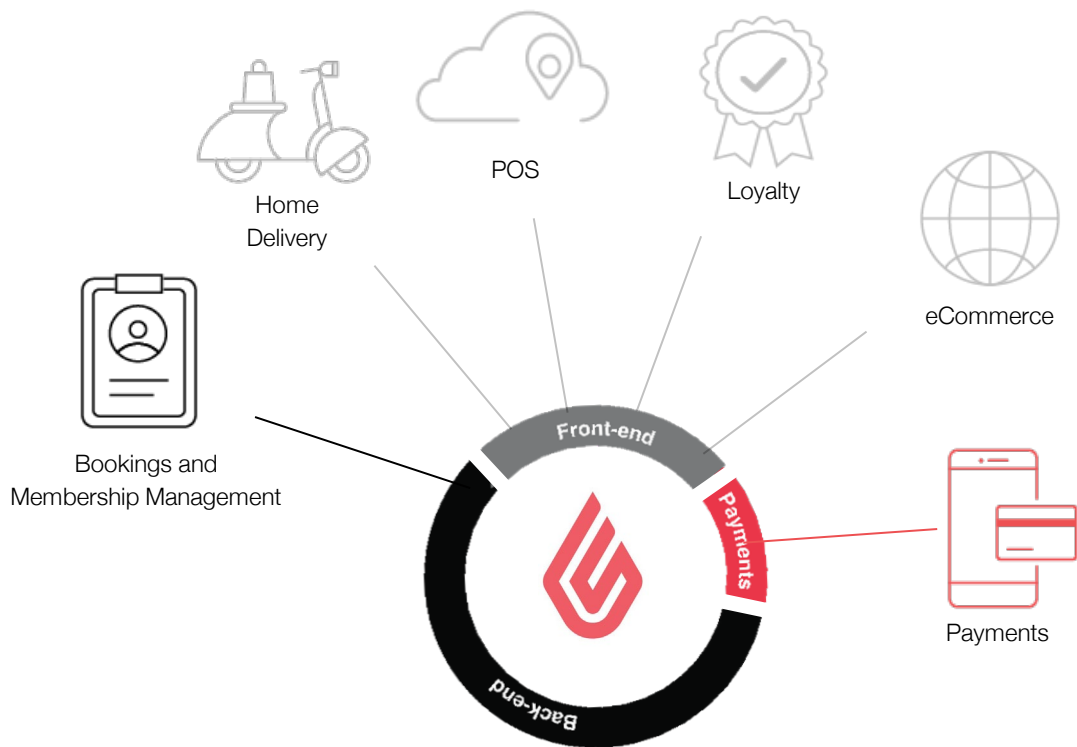 POS
Loyalty
Home
Delivery
eCommerce
Bookings and
Membership Management
Front-end
Payments
Back-end
Payments